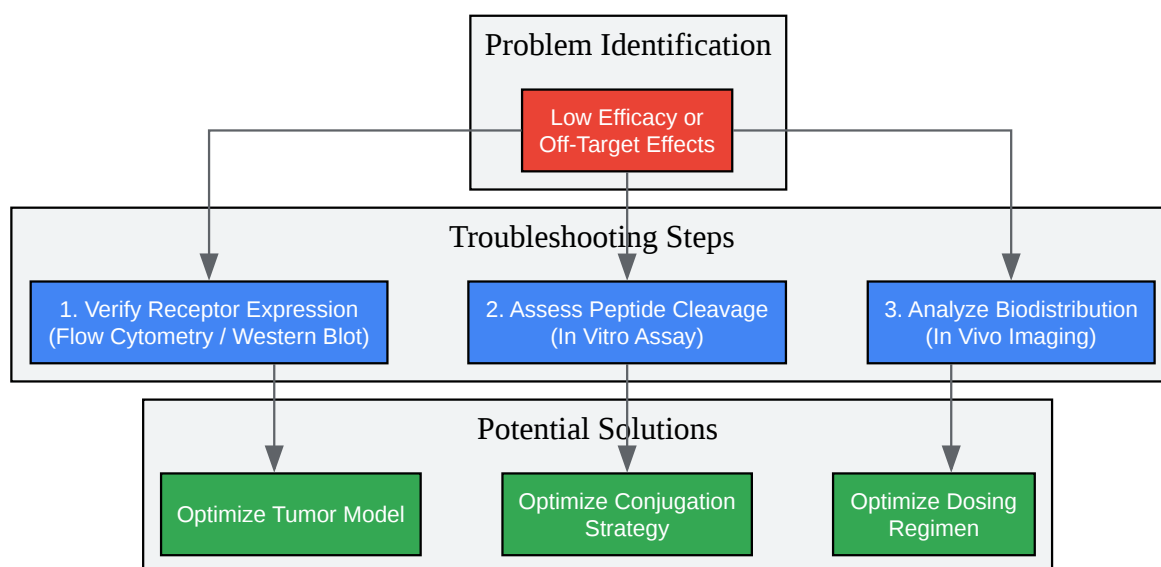 Problem Identification
Low Efficacy or
Off-Target Effects
Troubleshooting Steps
1. Verify Receptor Expression
(Flow Cytometry / Western Blot)
2. Assess Peptide Cleavage
(In Vitro Assay)
3. Analyze Biodistribution
(In Vivo Imaging)
Potential Solutions
Optimize Tumor Model
Optimize Conjugation
Strategy
Optimize Dosing
Regimen